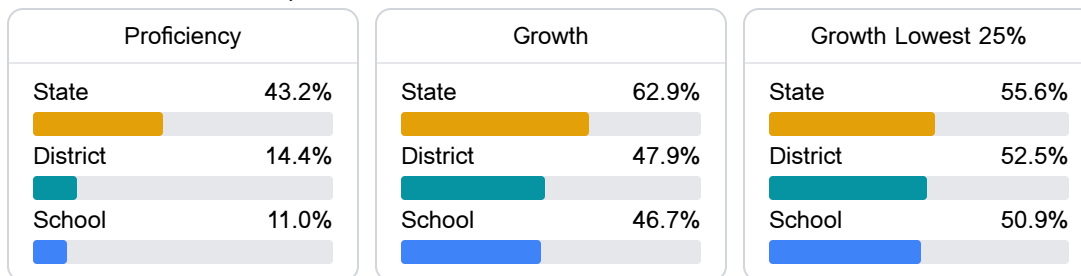 Proficiency
State 43.2%
District 14.4%
School 11.0%
Growth
State 62.9%
District 47.9%
School 46.7%
Growth Lowest 25%
State 55.6%
District 52.5%
School 50.9%